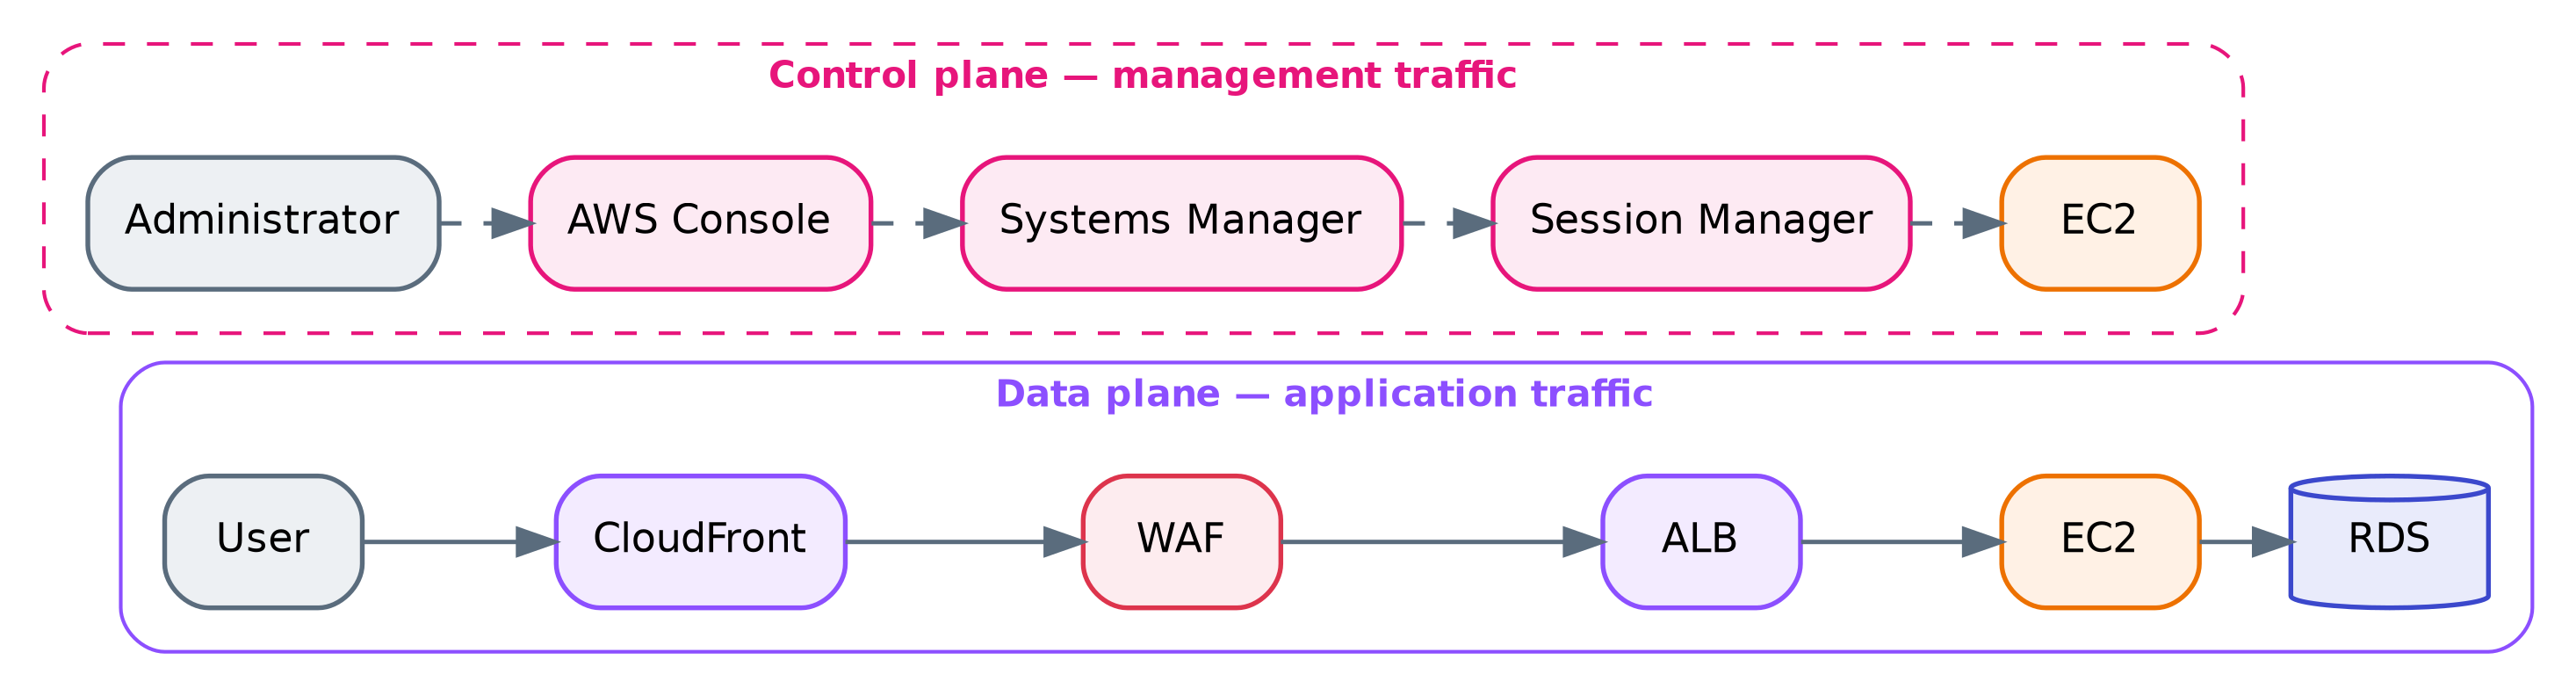 Control plane — management traffic
Administrator
AWS Console
Systems Manager
Session Manager
EC2
Data plane — application traffic
User
CloudFront
WAF
ALB
EC2
RDS